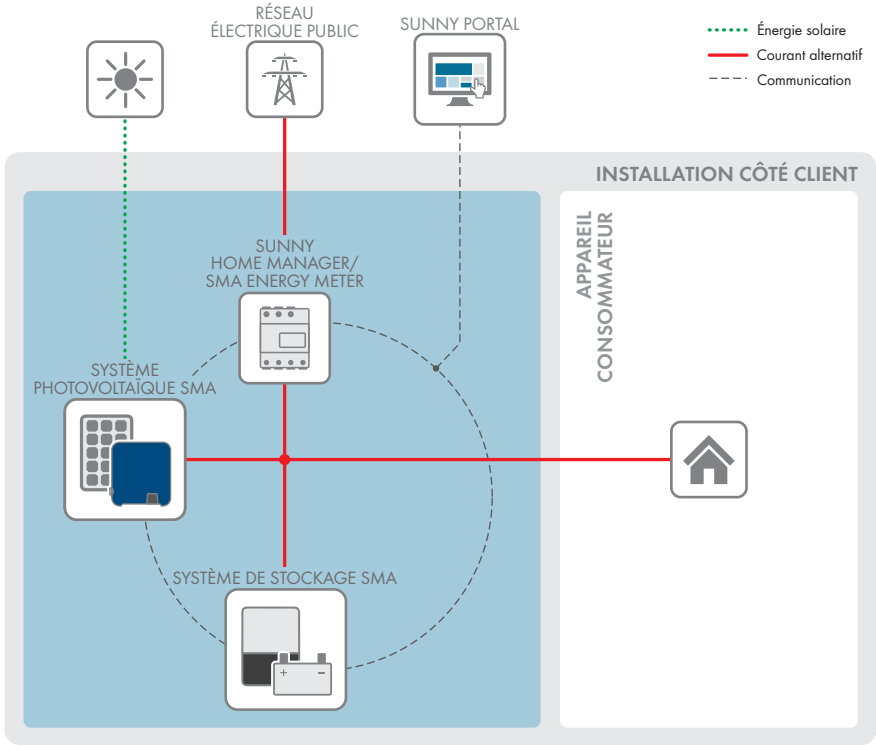 RÉSEAU
ÉLECTRIQUE PUBLIC
SUNNY PORTAL
Énergie solaire
Courant alternatif
Communication
INSTALLATION CÔTÉ CLIENT
APPAREIL
CONSOMMATEUR
SUNNY
HOME MANAGER/
SMA ENERGY METER
SYSTÈME
PHOTOVOLTAÏQUE SMA
SYSTÈME DE STOCKAGE SMA
+ −